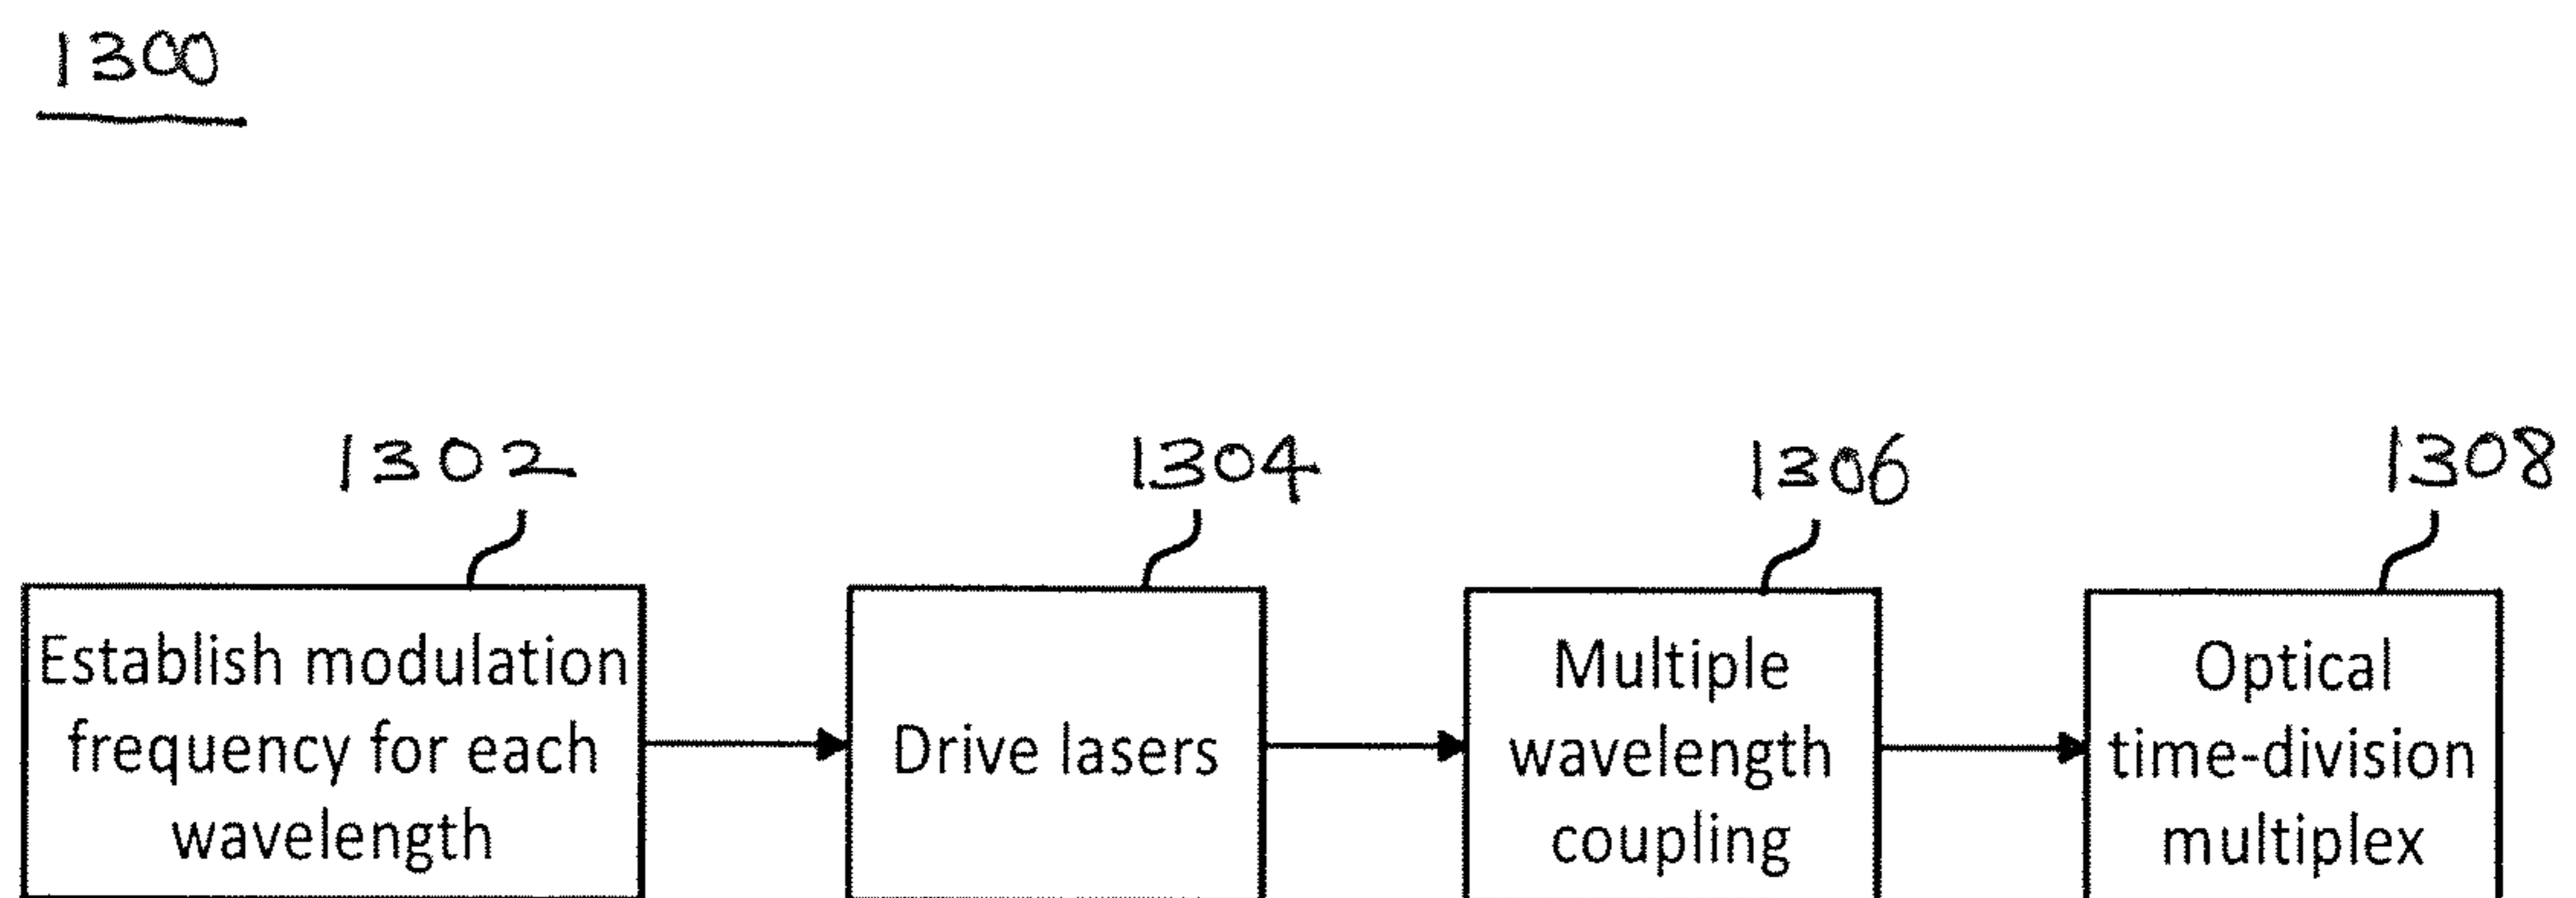 1300
1302
1304
1306
1308
Establish modulation
frequency for each
wavelength
Drive lasers
Multiple
wavelength
coupling
Optical
time-division
multiplex